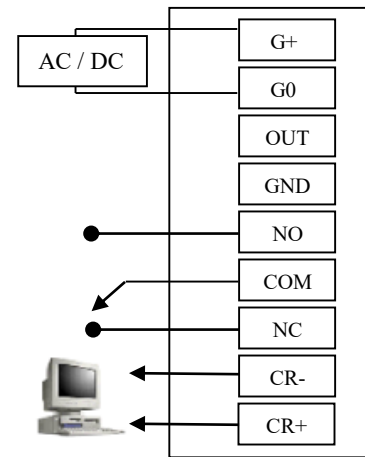 AC / DC
G+
G0
OUT
GND
NO
COM
NC
CR-
CR+